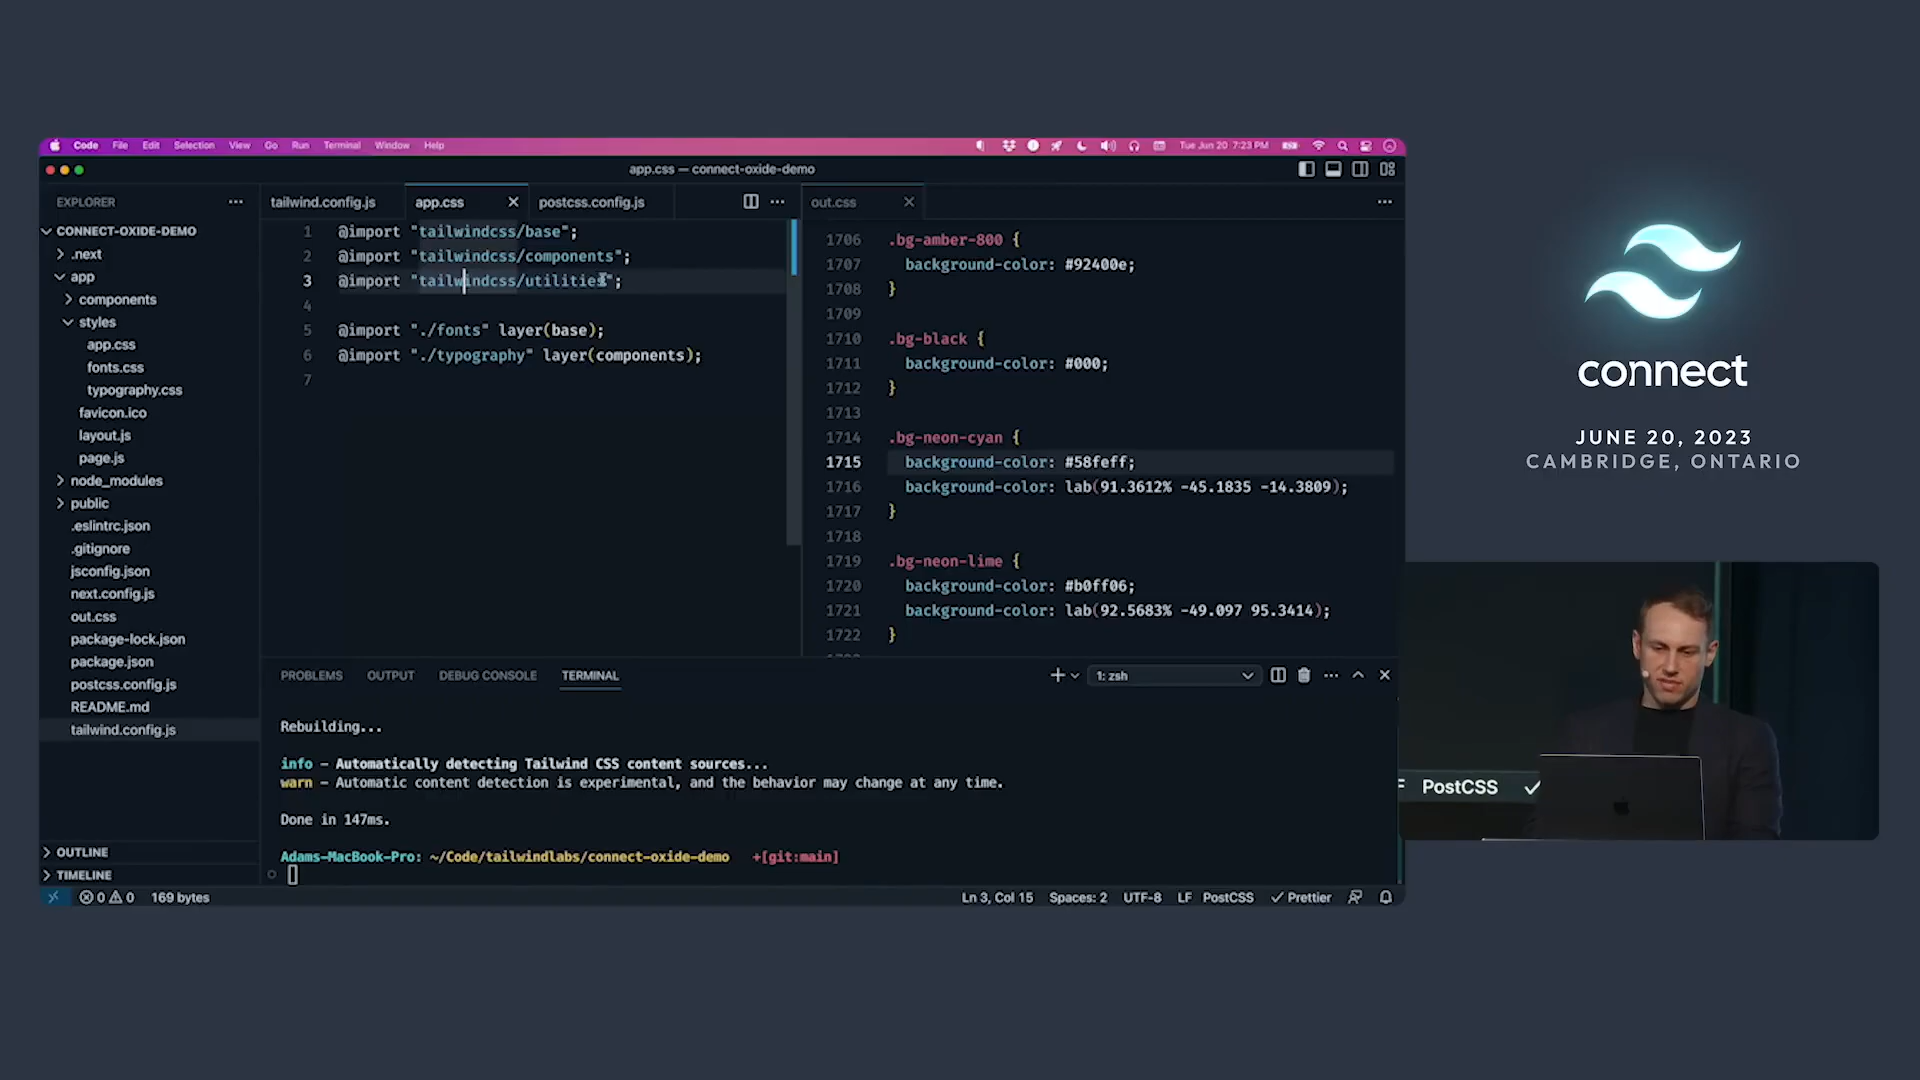 Code File Edit Selection View Go Run Terminal Window Help
Tue Jun 20 7:23 PM
app.css — connect-oxide-demo
EXPLORER
CONNECT-OXIDE-DEMO
.next
app
components
styles
app.css
fonts.css
typography.css
favicon.ico
layout.js
page.js
node_modules
public
.eslintrc.json
.gitignore
jsconfig.json
next.config.js
out.css
package-lock.json
package.json
postcss.config.js
README.md
tailwind.config.js
OUTLINE
TIMELINE
tailwind.config.js app.css postcss.config.js
1 @import "tailwindcss/base";
2 @import "tailwindcss/components";
3 @import "tailwindcss/utilities";
4
5 @import "./fonts" layer(base);
6 @import "./typography" layer(components);
7
out.css
1706 .bg-amber-800 {
1707 background-color: #92400e;
1708 }
1709
1710 .bg-black {
1711 background-color: #000;
1712 }
1713
1714 .bg-neon-cyan {
1715 background-color: #58feff;
1716 background-color: lab(91.3612% -45.1835 -14.3809);
1717 }
1718
1719 .bg-neon-lime {
1720 background-color: #b0ff06;
1721 background-color: lab(92.5683% -49.097 95.3414);
1722 }
PROBLEMS OUTPUT DEBUG CONSOLE TERMINAL
1: zsh
Rebuilding...
info - Automatically detecting Tailwind CSS content sources...
warn - Automatic content detection is experimental, and the behavior may change at any time.
Done in 147ms.
Adams-MacBook-Pro: ~/Code/tailwindlabs/connect-oxide-demo +[git:main]
0 0 169 bytes
Ln 3, Col 15 Spaces: 2 UTF-8 LF PostCSS Prettier
connect
JUNE 20, 2023
CAMBRIDGE, ONTARIO
PostCSS